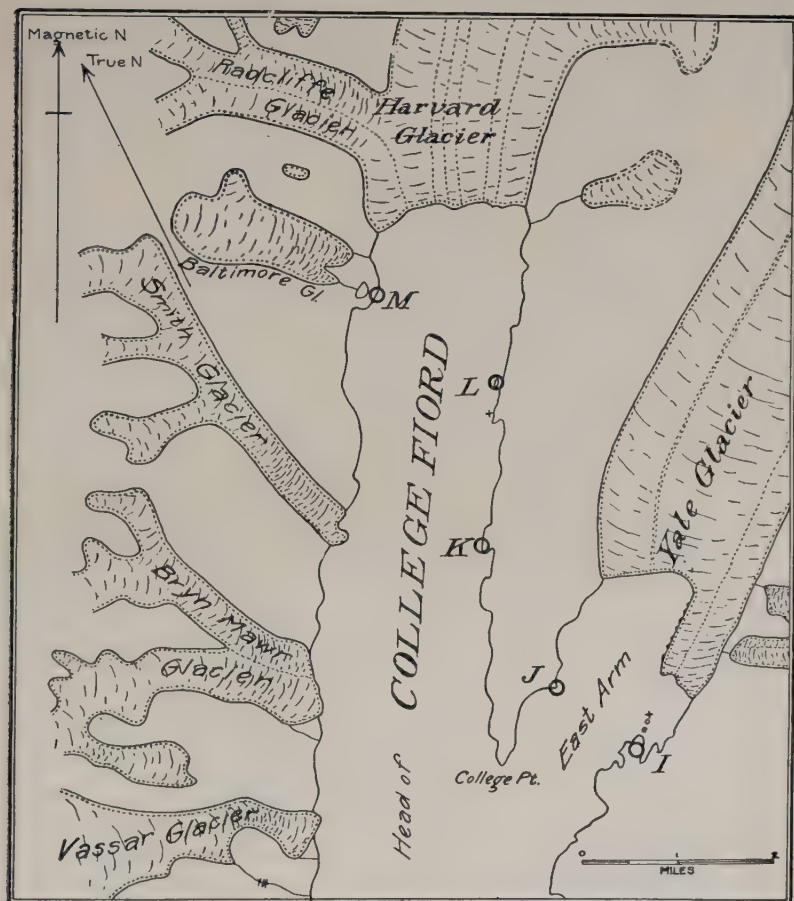 Magnetic N
True N
Radcliffe
Glacier
Harvard
Glacier
Baltimore Gl.
M
Smith
Glacier
L
COLLEGE FIORD
Yale Glacier
K
Bryn Mawr
Glacier
J
East Arm
I
College Pt.
Head of
Vassar Glacier
0
MILES